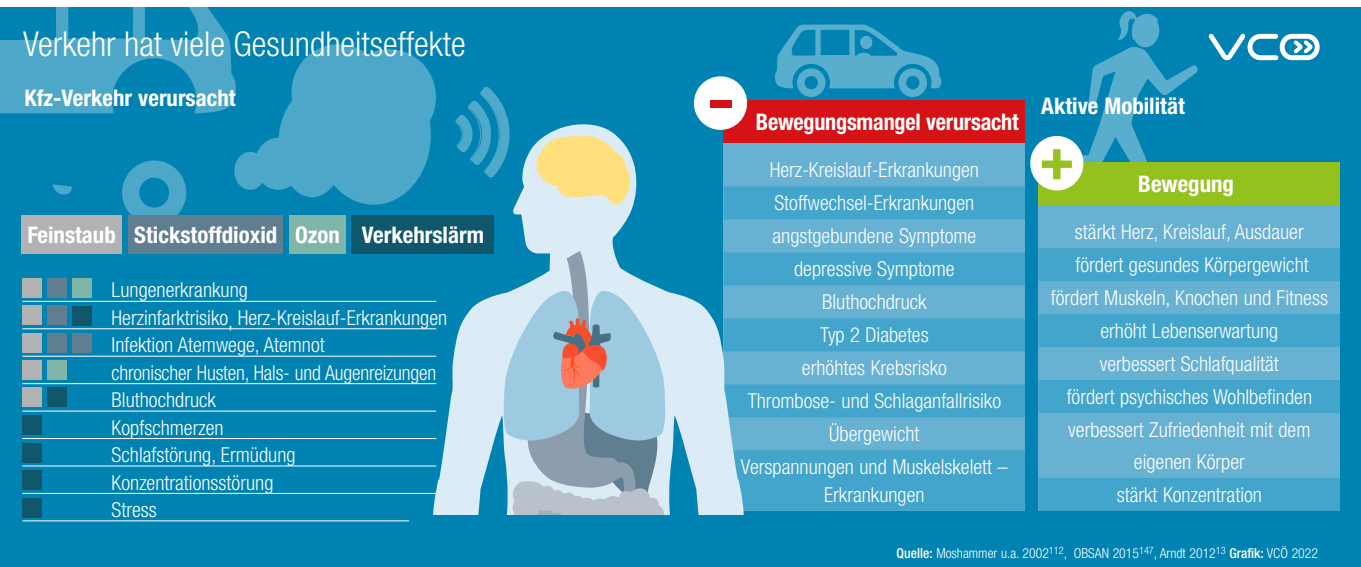 Verkehr hat viele Gesundheitseffekte
VCÖ
Kfz-Verkehr verursacht
Feinstaub
Stickstoffdioxid
Ozon
Verkehrslärm
Lungenerkrankung
Herzinfarktrisiko, Herz-Kreislauf-Erkrankungen
Infektion Atemwege, Atemnot
chronischer Husten, Hals- und Augenreizungen
Bluthochdruck
Kopfschmerzen
Schlafstörung, Ermüdung
Konzentrationsstörung
Stress
Bewegungsmangel verursacht
Herz-Kreislauf-Erkrankungen
Stoffwechsel-Erkrankungen
angstgebundene Symptome
depressive Symptome
Bluthochdruck
Typ 2 Diabetes
erhöhtes Krebsrisiko
Thrombose- und Schlaganfallrisiko
Übergewicht
Verspannungen und Muskelskelett –
Erkrankungen
Aktive Mobilität
Bewegung
stärkt Herz, Kreislauf, Ausdauer
fördert gesundes Körpergewicht
fördert Muskeln, Knochen und Fitness
erhöht Lebenserwartung
verbessert Schlafqualität
fördert psychisches Wohlbefinden
verbessert Zufriedenheit mit dem
eigenen Körper
stärkt Konzentration
Quelle: Moshammer u.a. 2002¹¹², OBSAN 2015¹⁴⁷, Arndt 2012¹³ Grafik: VCÖ 2022